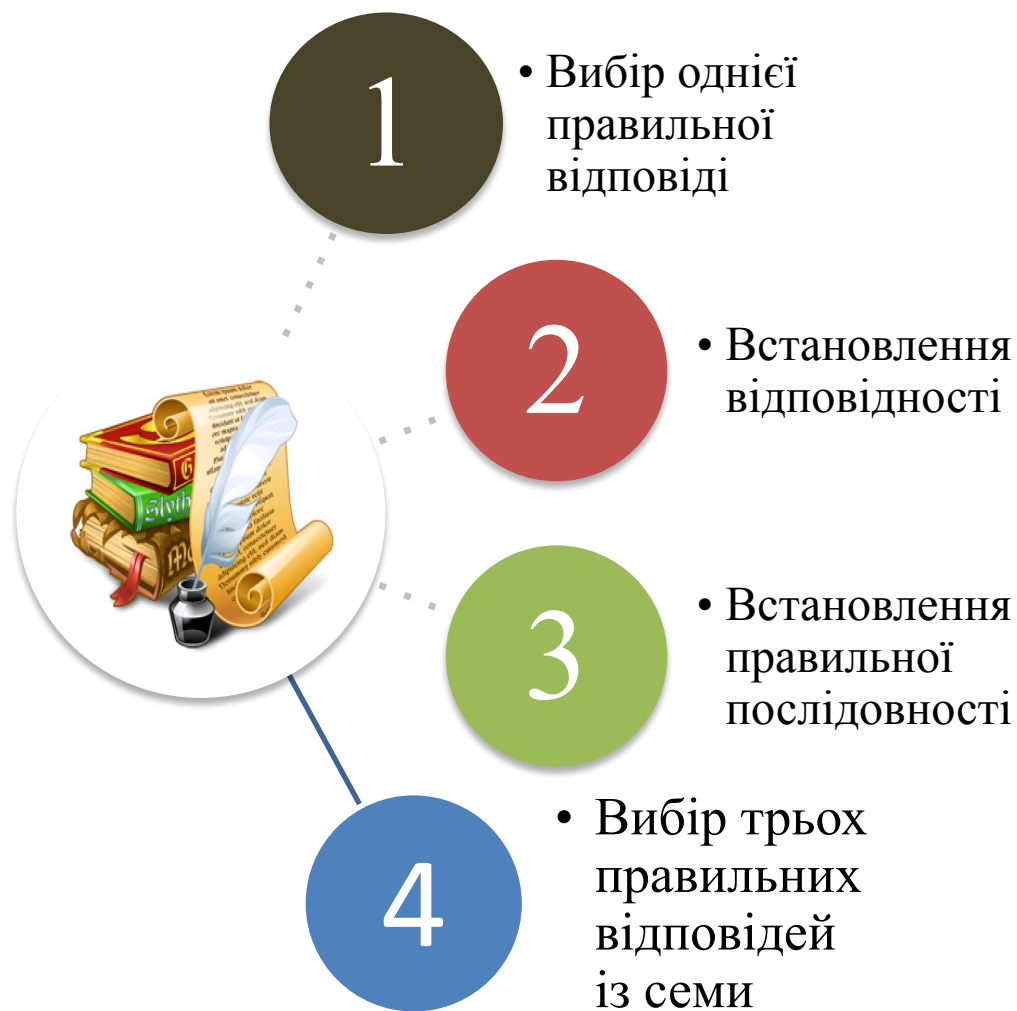 1
• Вибір однієї
правильної
відповіді
2
• Встановлення
відповідності
3
• Встановлення
правильної
послідовності
4
• Вибір трьох
правильних
відповідей
із семи